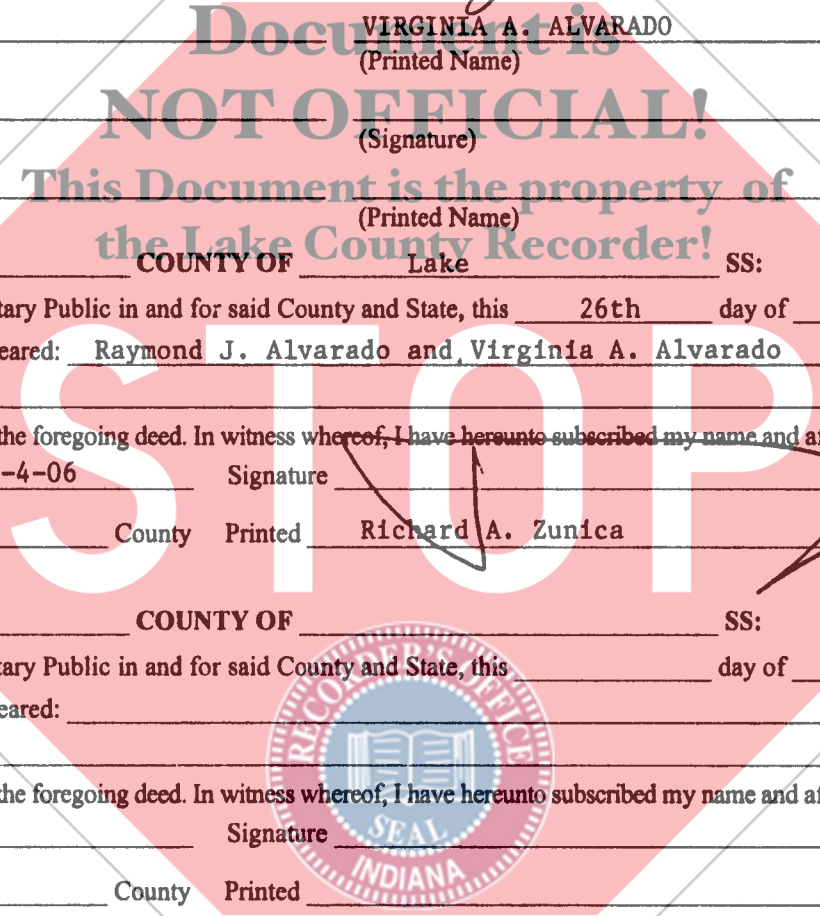 Document is
VIRGINIA A. ALVARADO
(Printed Name)
NOT OFFICIAL!
(Signature)
This Document is the property of
(Printed Name)
the Lake County Recorder!
COUNTY OF Lake SS:
tary Public in and for said County and State, this 26th day of
eared: Raymond J. Alvarado and Virginia A. Alvarado
STOP
the foregoing deed. In witness whereof, I have hereunto subscribed my name and af
-4-06 Signature
County Printed Richard A. Zunica
COUNTY OF SS:
tary Public in and for said County and State, this day of
eared:
RECORDER'S OFFICE
the foregoing deed. In witness whereof, I have hereunto subscribed my name and af
Signature
SEAL
INDIANA
County Printed